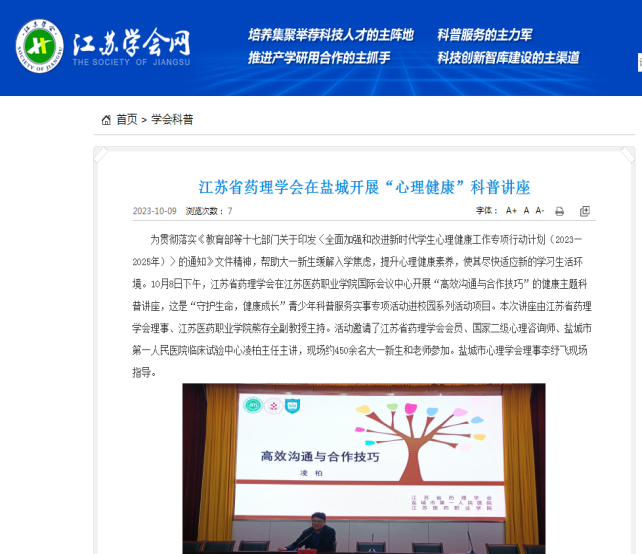 江苏学会网
THE SOCIETY OF JIANGSU
培养集聚举荐科技人才的主阵地 科普服务的主力军
推进产学研用合作的主抓手 科技创新智库建设的主渠道
首页 > 学会科普
江苏省药理学会在盐城开展“心理健康”科普讲座
2023-10-09 浏览次数：7 字体： A+ A A-
为贯彻落实《教育部等十七部门关于印发〈全面加强和改进新时代学生心理健康工作专项行动计划（2023—
2025年）〉的通知》文件精神，帮助大一新生缓解入学焦虑，提升心理健康素养，使其尽快适应新的学习生活环
境。10月8日下午，江苏省药理学会在江苏医药职业学院国际会议中心开展“高效沟通与合作技巧”的健康主题科
普讲座，这是“守护生命，健康成长”青少年科普服务实事专项活动进校园系列活动项目。本次讲座由江苏省药理
学会理事、江苏医药职业学院熊存全副教授主持。活动邀请了江苏省药理学会会员、国家二级心理咨询师、盐城市
第一人民医院临床试验中心凌柏主任主讲，现场约450余名大一新生和老师参加。盐城市心理学会理事李纾飞现场
指导。
高效沟通与合作技巧
凌 柏
江苏省药理学会
盐城市第一人民医院
江苏医药职业学院